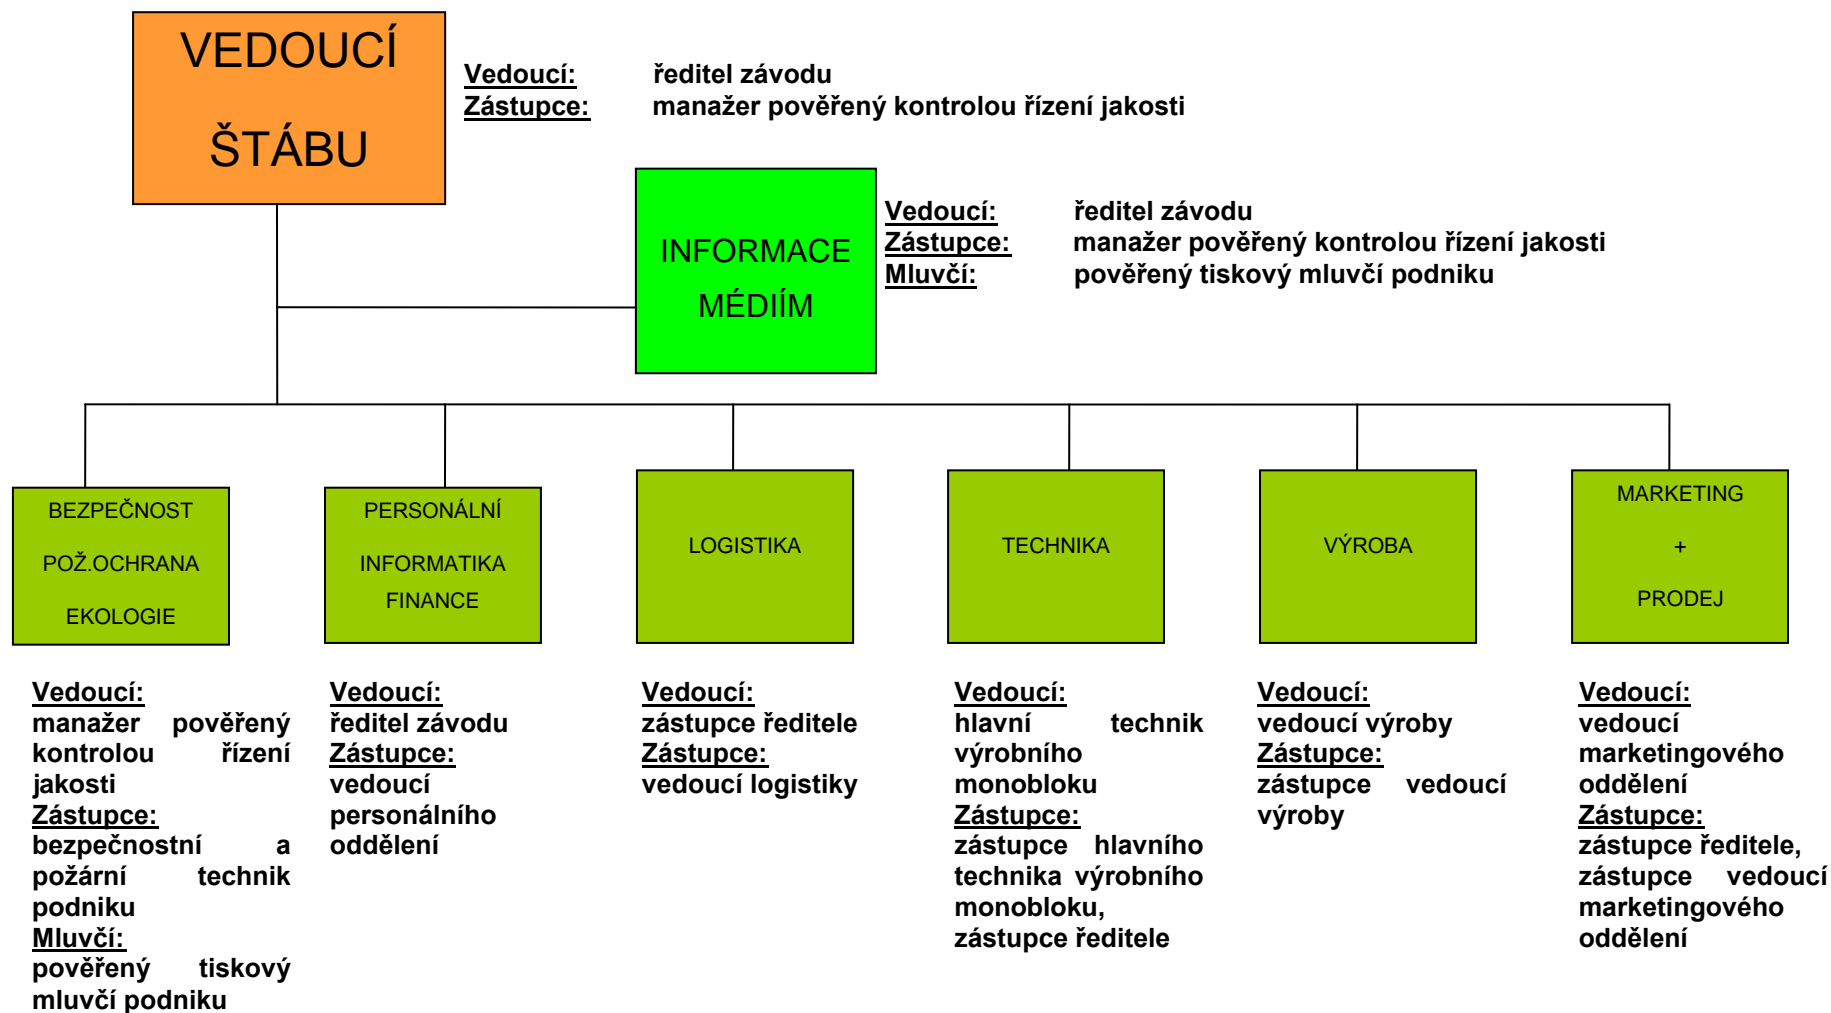 VEDOUCÍ
ŠTÁBU
Vedoucí: ředitel závodu
Zástupce: manažer pověřený kontrolou řízení jakosti
INFORMACE
MÉDIÍM
Vedoucí: ředitel závodu
Zástupce: manažer pověřený kontrolou řízení jakosti
Mluvčí: pověřený tiskový mluvčí podniku
BEZPEČNOST
POŽ.OCHRANA
EKOLOGIE
PERSONÁLNÍ
INFORMATIKA
FINANCE
LOGISTIKA
TECHNIKA
VÝROBA
MARKETING
+
PRODEJ
Vedoucí:
manažer pověřený
kontrolou řízení
jakosti
Zástupce:
bezpečnostní a
požární technik
podniku
Mluvčí:
pověřený tiskový
mluvčí podniku
Vedoucí:
ředitel závodu
Zástupce:
vedoucí
personálního
oddělení
Vedoucí:
zástupce ředitele
Zástupce:
vedoucí logistiky
Vedoucí:
hlavní technik
výrobního
monobloku
Zástupce:
zástupce hlavního
technika výrobního
monobloku,
zástupce ředitele
Vedoucí:
vedoucí výroby
Zástupce:
zástupce vedoucí
výroby
Vedoucí:
vedoucí
marketingového
oddělení
Zástupce:
zástupce ředitele,
zástupce vedoucí
marketingového
oddělení